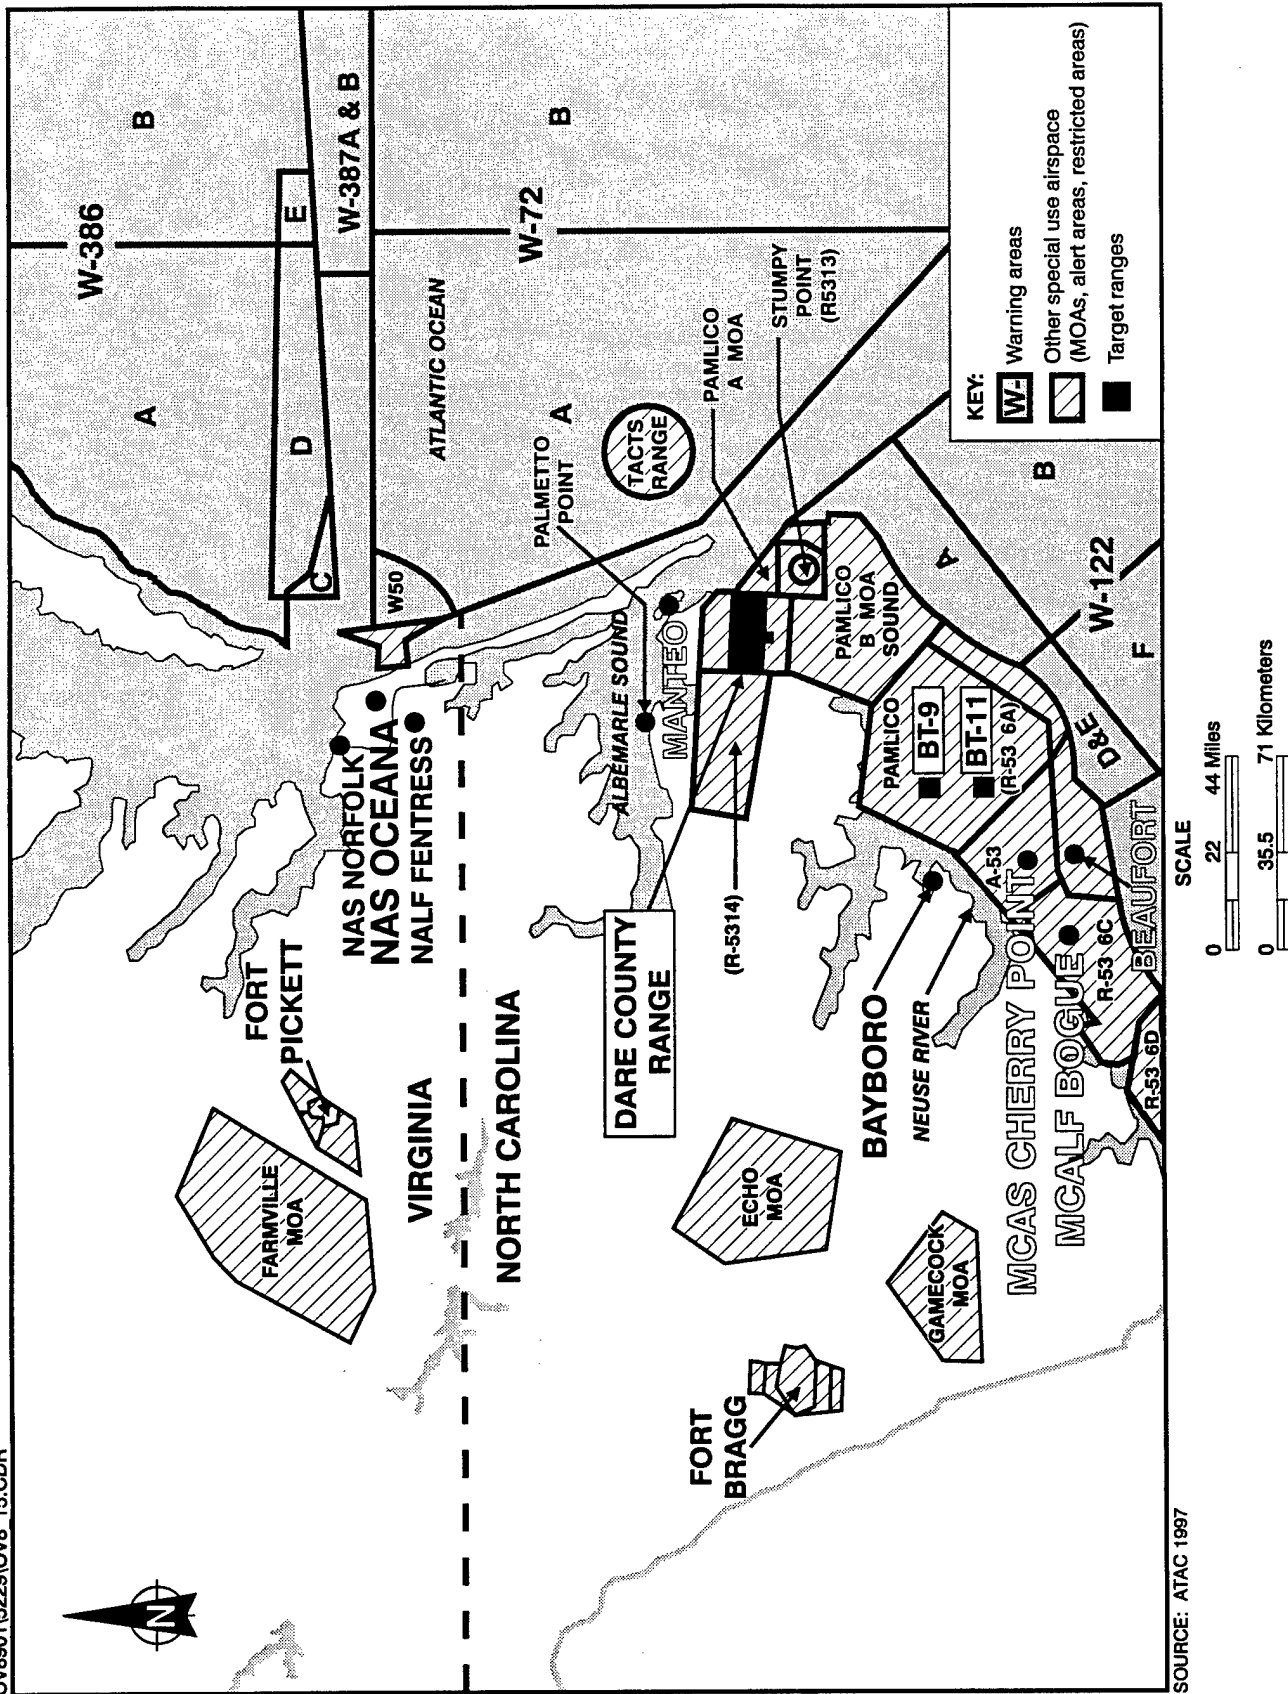 W-386
B
A
E
D
C
W-387A & B
W-72
B
A
ATLANTIC OCEAN
W50
TACTS
RANGE
PALMETTO
POINT
PAMLICO
A MOA
STUMPY
POINT
(R5313)
KEY:
W-
Warning areas
Other special use airspace
(MOAs, alert areas, restricted areas)
Target ranges
NAS NORFOLK
NAS OCEANA
NALF FENTRESS
FORT
PICKETT
FARMVILLE
MOA
VIRGINIA
NORTH CAROLINA
ALBEMARLE SOUND
MANTEO
DARE COUNTY
RANGE
(R-5314)
PAMLICO
B MOA
SOUND
PAMLICO
BT-9
BT-11
(R-53 6A)
A
B
W-122
F
D&E
A-53
BAYBORO
NEUSE RIVER
MCAS CHERRY POINT
MCALF BOGUE
BEAUFORT
R-53 6C
R-53 6D
ECHO
MOA
GAMECOCK
MOA
FORT
BRAGG
N
SOURCE: ATAC 1997
SCALE
0 22 44 Miles
0 35.5 71 Kilometers